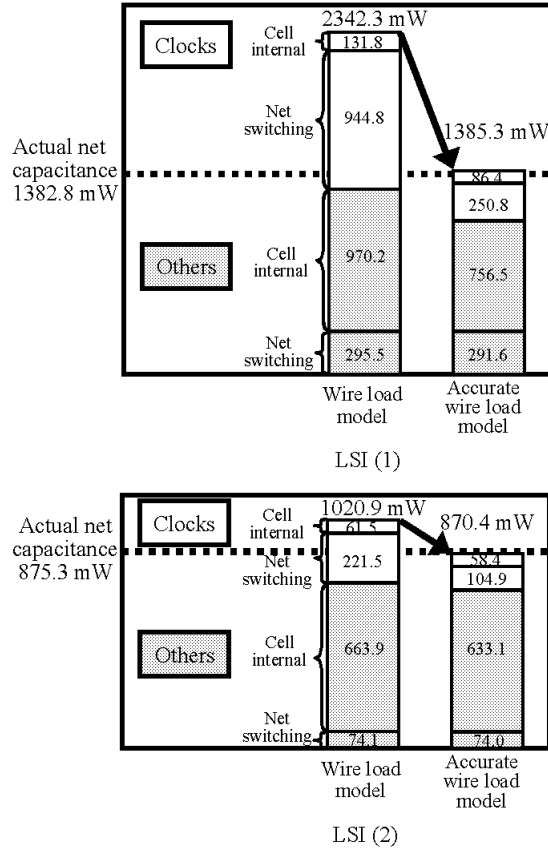 2342.3 mW
Clocks
Cell
internal
131.8
Net
switching
944.8
1385.3 mW
Actual net
capacitance
1382.8 mW
86.4
250.8
Others
Cell
internal
970.2
756.5
Net
switching
295.5
291.6
Wire load
model
Accurate
wire load
model
LSI (1)
1020.9 mW
Actual net
capacitance
875.3 mW
Clocks
Cell
internal
61.5
870.4 mW
Net
switching
221.5
58.4
104.9
Others
Cell
internal
663.9
633.1
Net
switching
74.1
74.0
Wire load
model
Accurate
wire load
model
LSI (2)